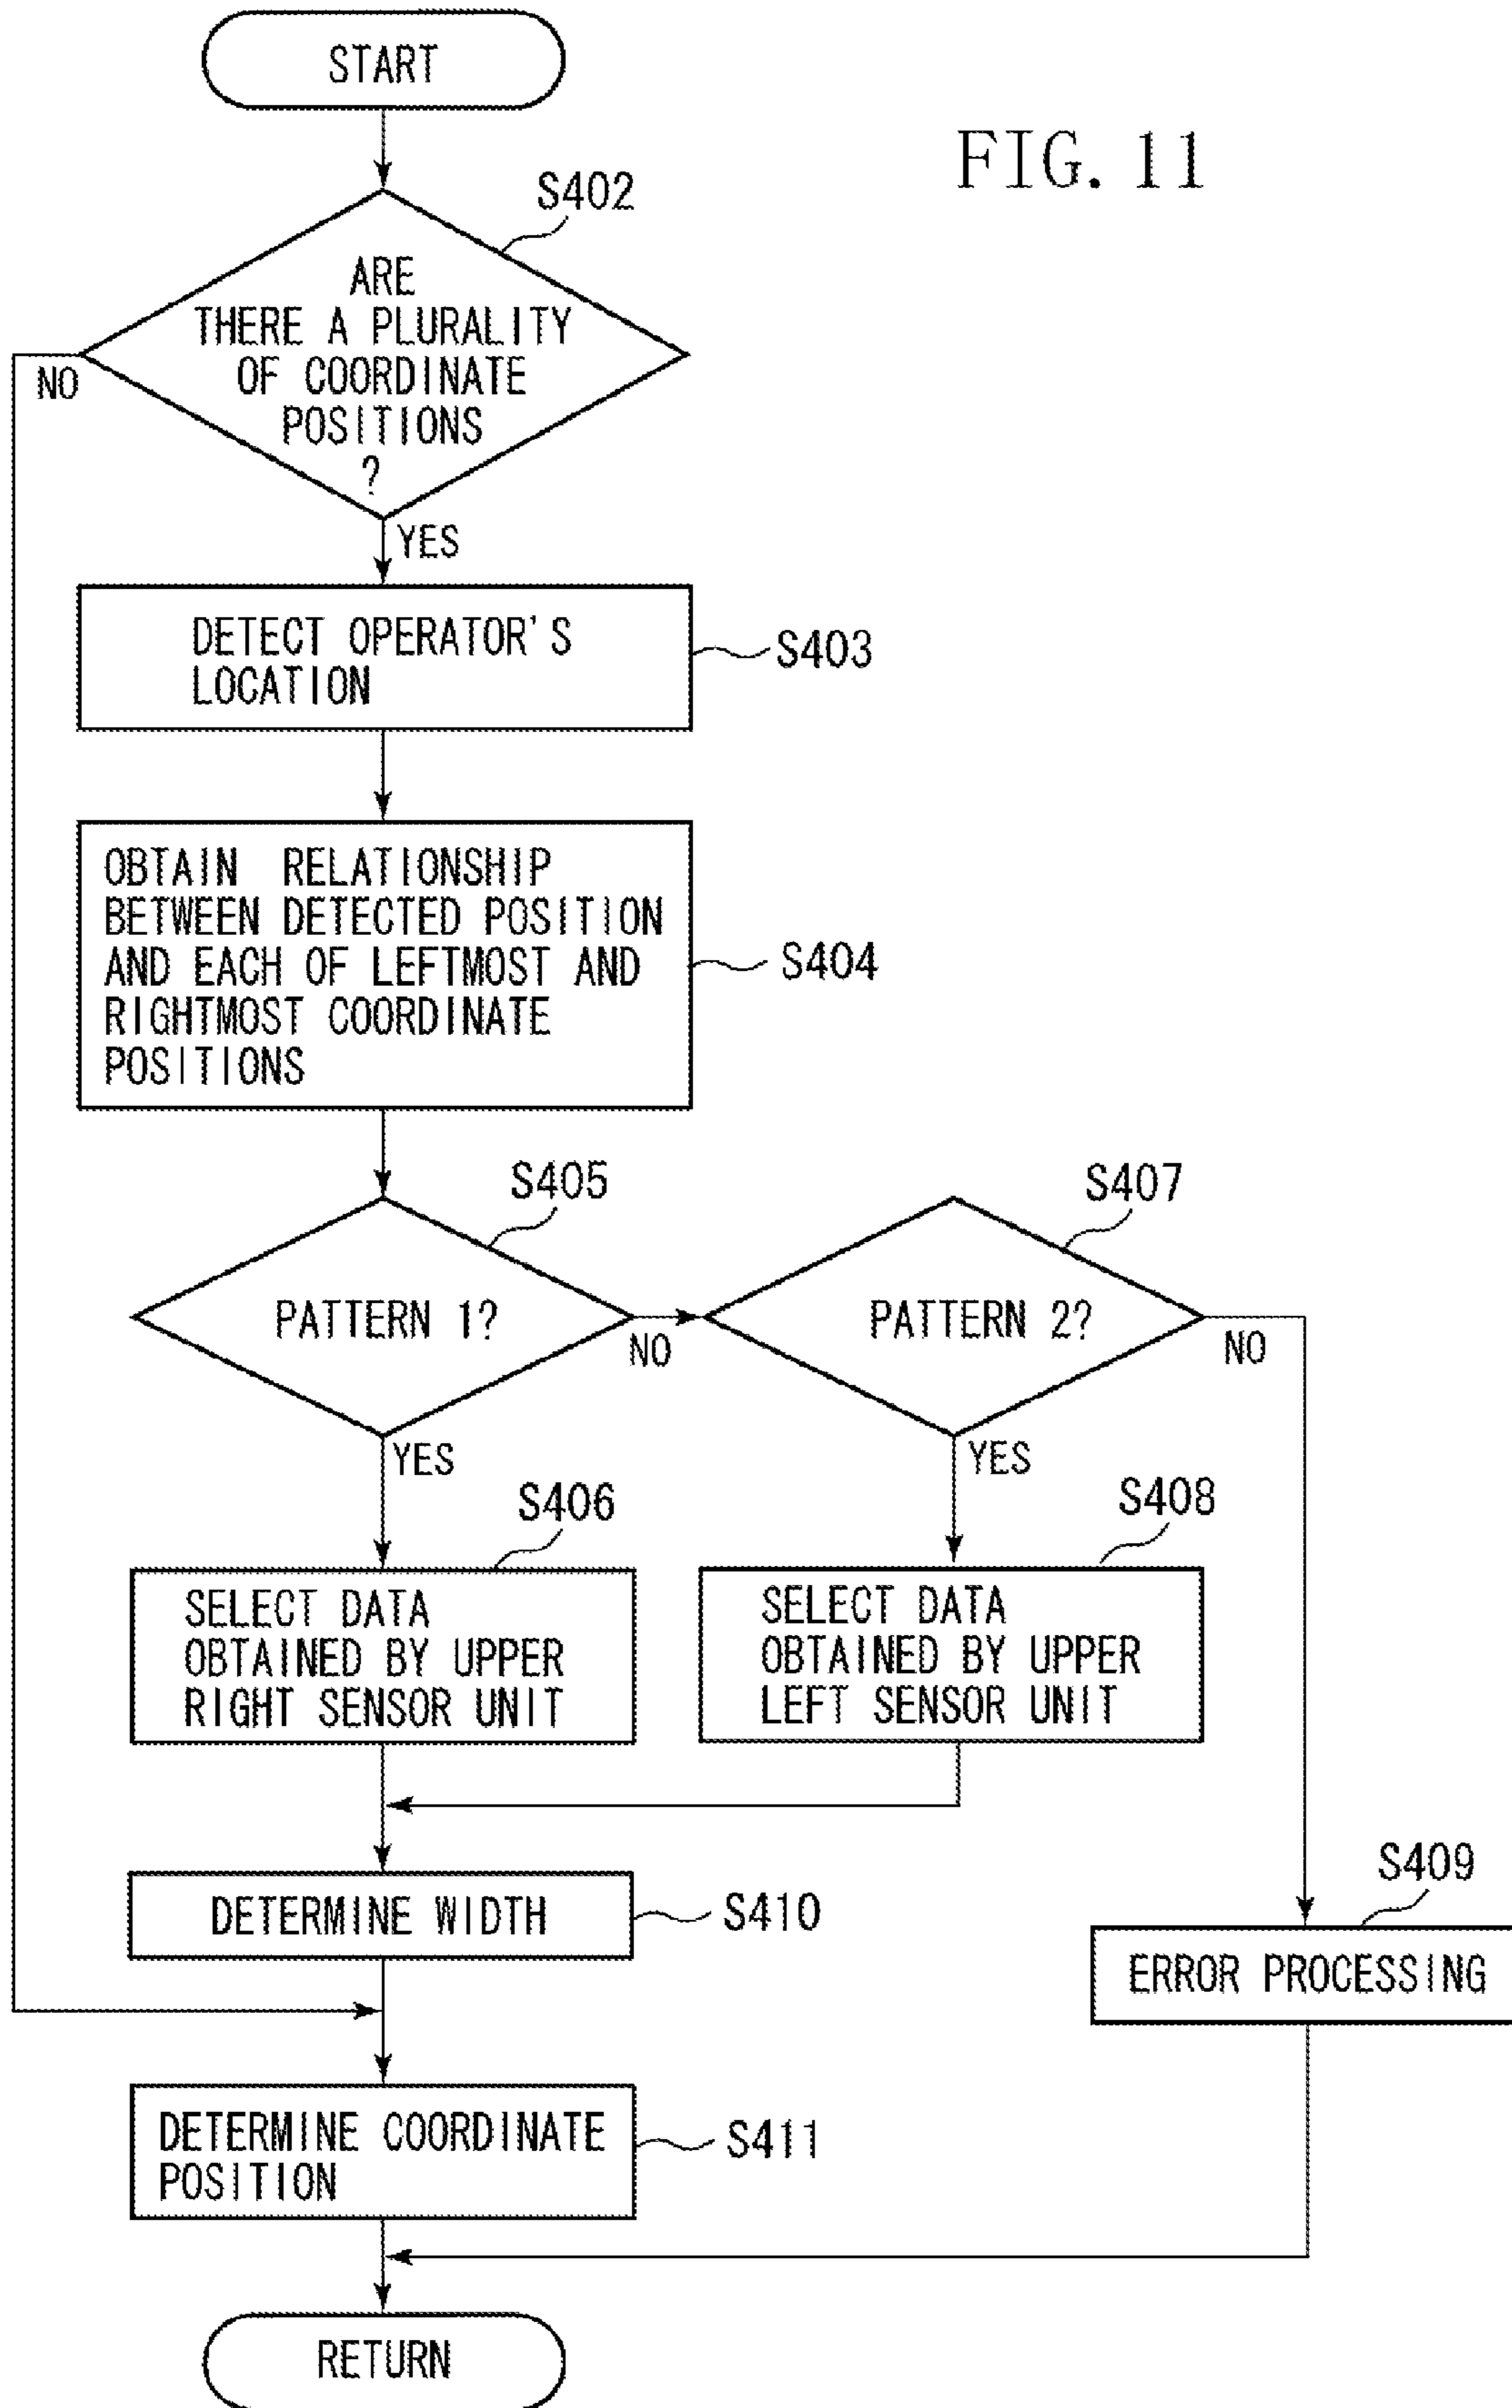 START
FIG. 11
S402
ARE
THERE A PLURALITY
OF COORDINATE
POSITIONS
?
NO
YES
DETECT OPERATOR'S
LOCATION
S403
OBTAIN RELATIONSHIP
BETWEEN DETECTED POSITION
AND EACH OF LEFTMOST AND
RIGHTMOST COORDINATE
POSITIONS
S404
S405
PATTERN 1?
NO
YES
S407
PATTERN 2?
NO
YES
S406
SELECT DATA
OBTAINED BY UPPER
RIGHT SENSOR UNIT
S408
SELECT DATA
OBTAINED BY UPPER
LEFT SENSOR UNIT
DETERMINE WIDTH
S410
S409
ERROR PROCESSING
DETERMINE COORDINATE
POSITION
S411
RETURN